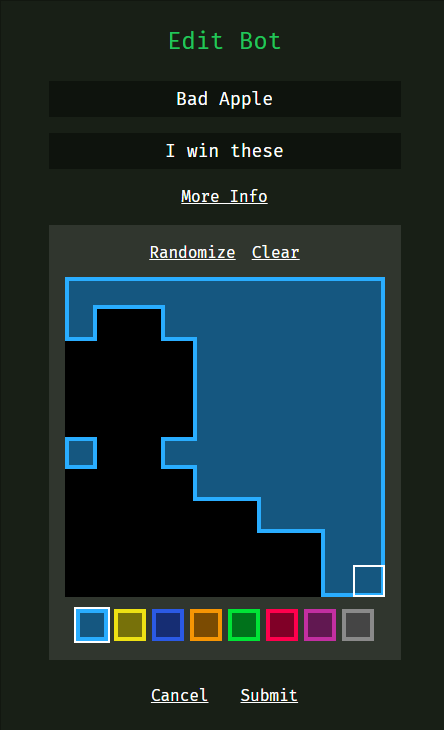 Edit Bot
Bad Apple
I win these
More Info
Randomize Clear
Cancel Submit